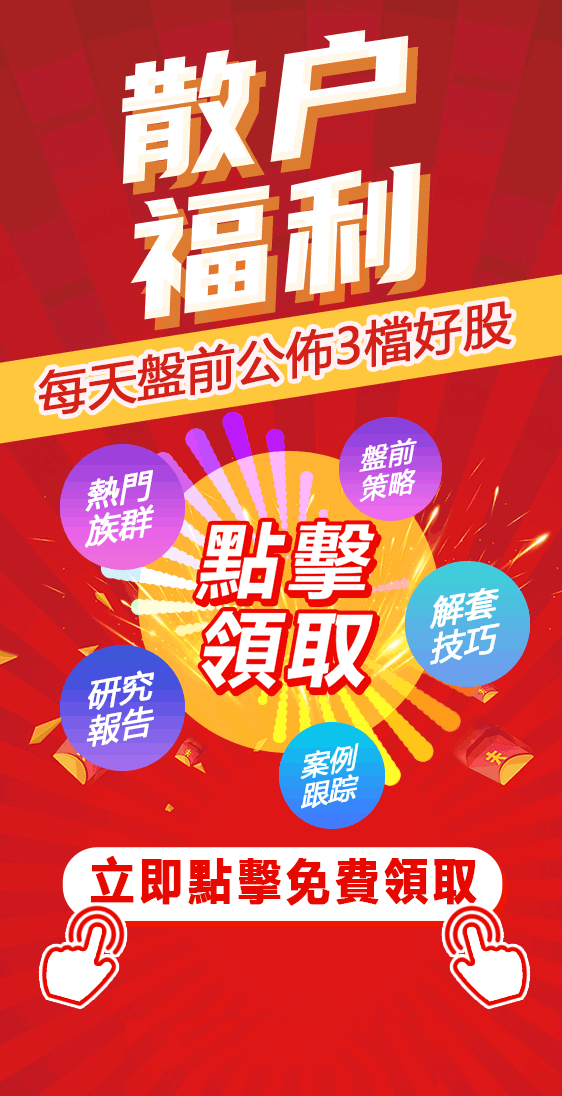 散户
福利
每天盤前公佈3檔好股
熱門
族群
盤前
策略
點擊
領取
解套
技巧
研究
報告
案例
跟踪
立即點擊免費領取